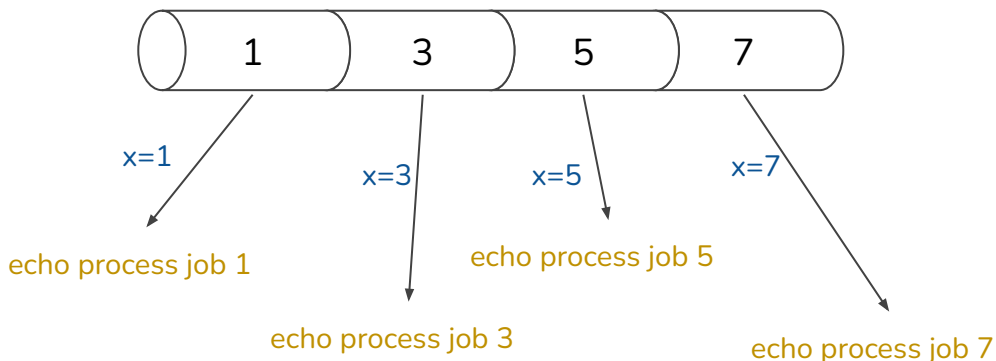 1
3
5
7
x=1
x=3
x=5
x=7
echo process job 1
echo process job 3
echo process job 5
echo process job 7